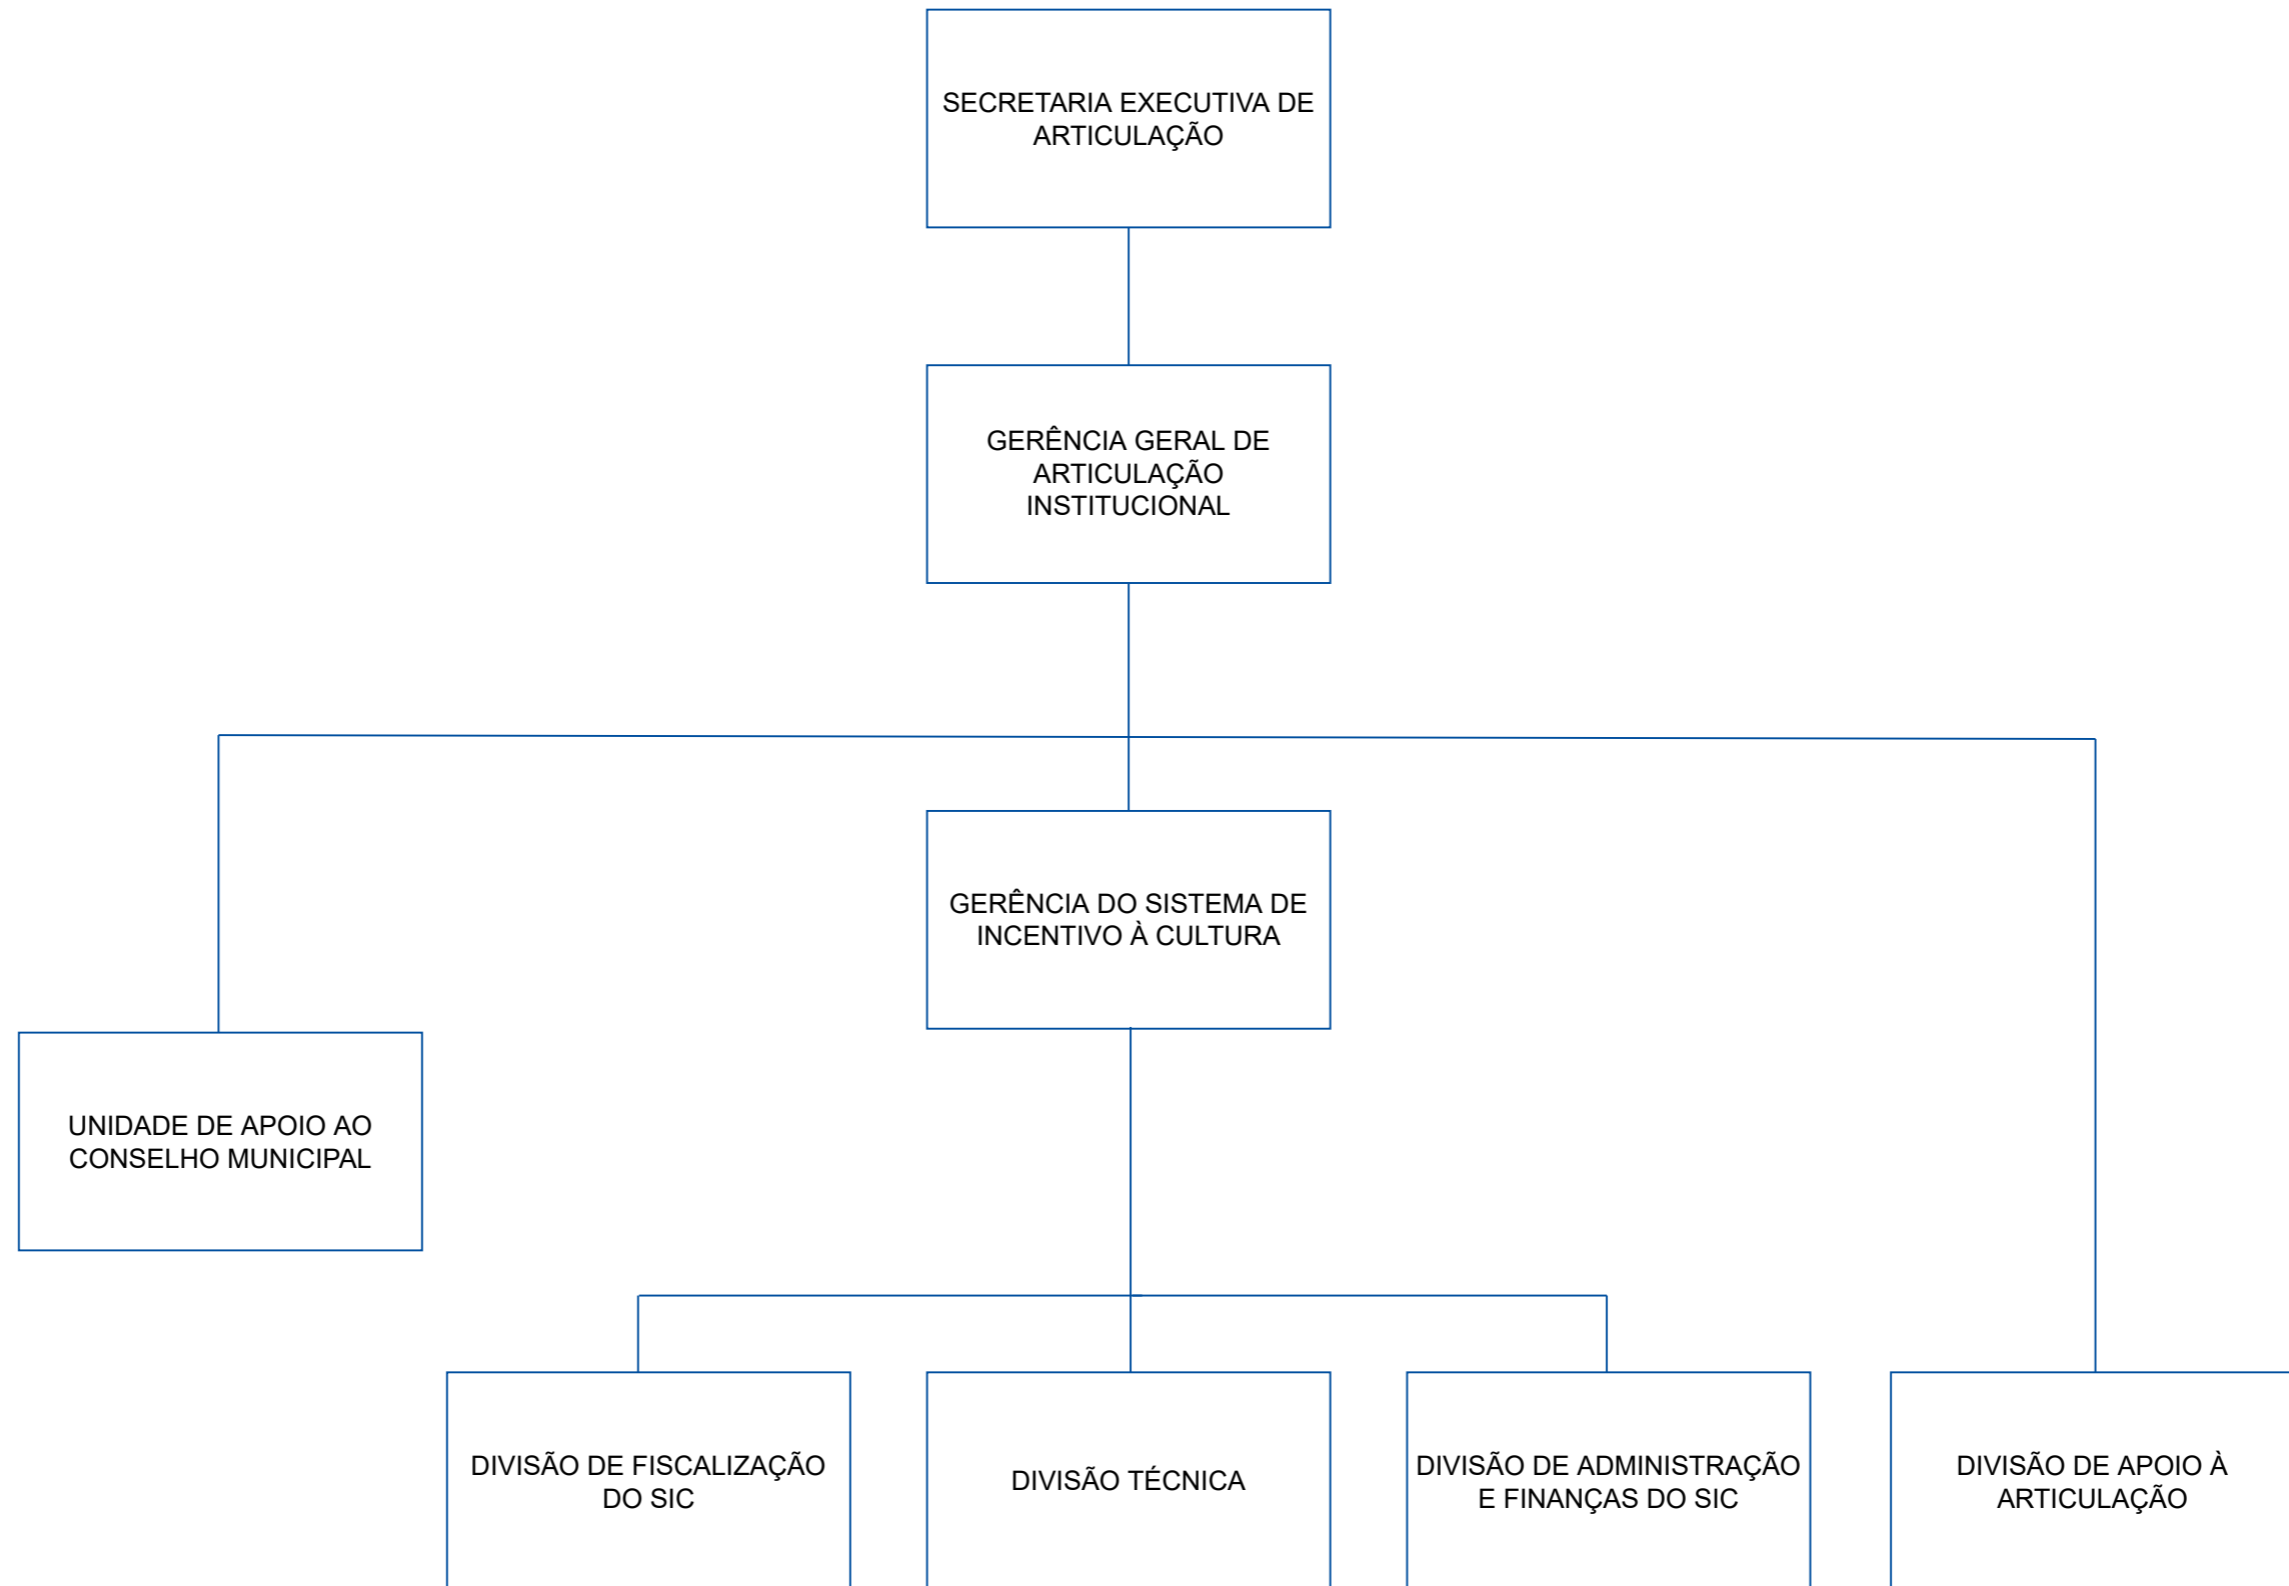 SECRETARIA EXECUTIVA DE
ARTICULAÇÃO
GERÊNCIA GERAL DE
ARTICULAÇÃO
INSTITUCIONAL
GERÊNCIA DO SISTEMA DE
INCENTIVO À CULTURA
UNIDADE DE APOIO AO
CONSELHO MUNICIPAL
DIVISÃO DE FISCALIZAÇÃO
DO SIC
DIVISÃO TÉCNICA
DIVISÃO DE ADMINISTRAÇÃO
E FINANÇAS DO SIC
DIVISÃO DE APOIO À
ARTICULAÇÃO